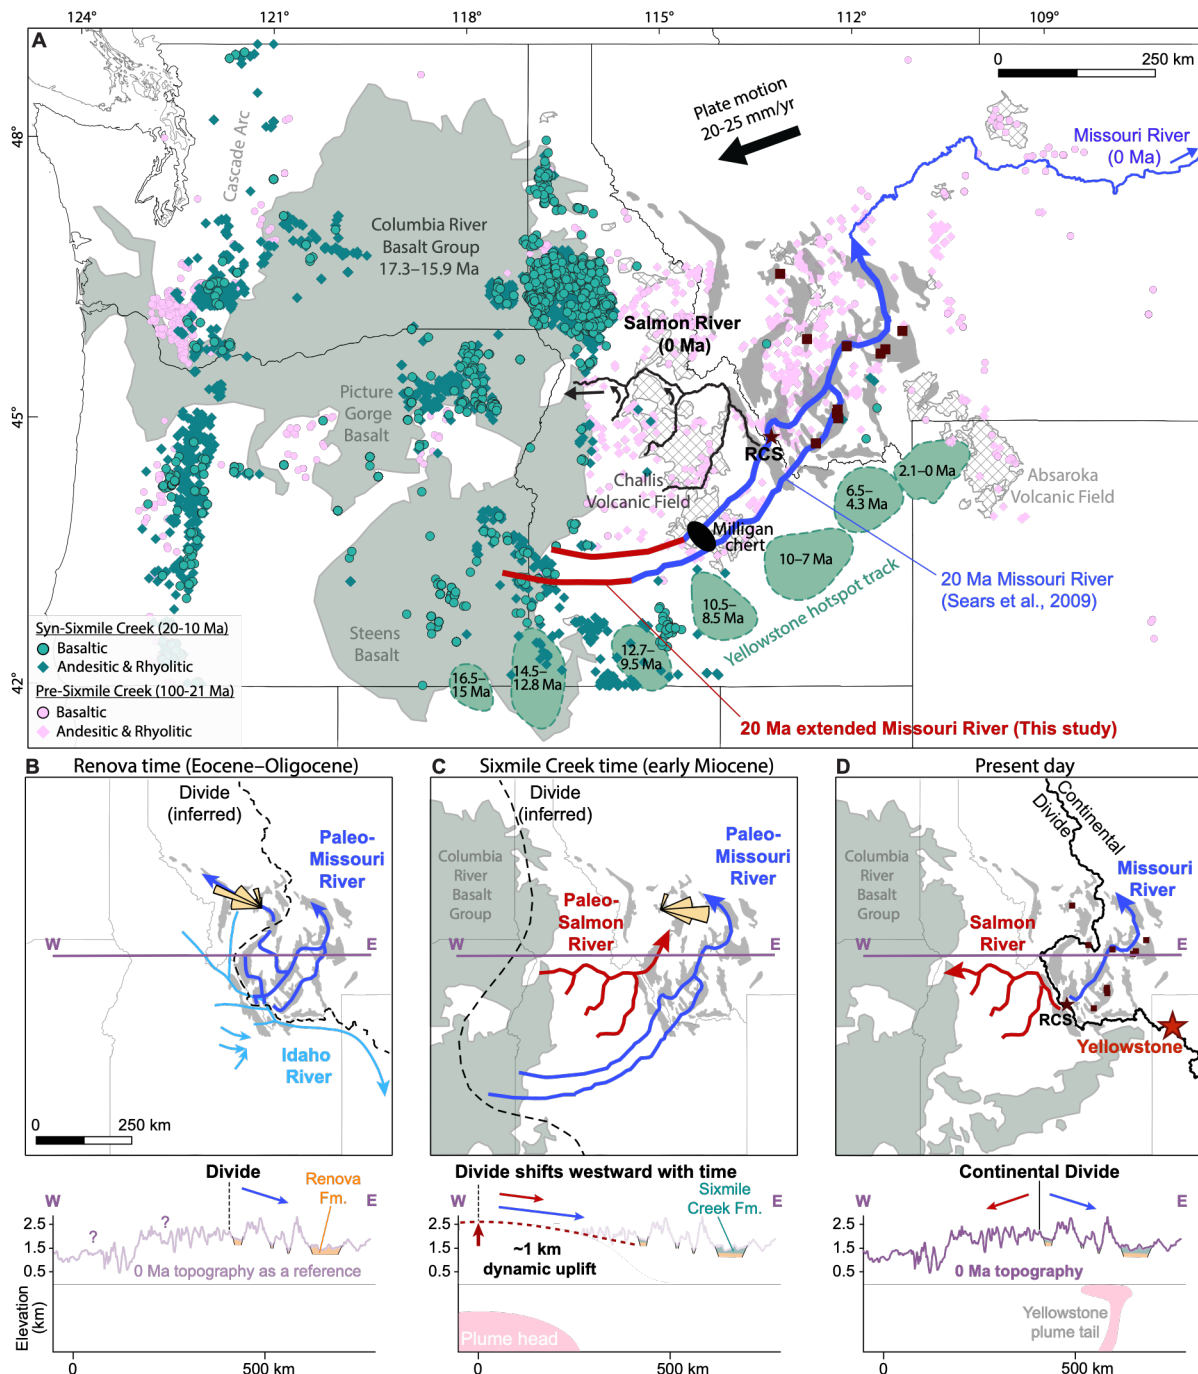 124° 121° 118° 115° 112° 109°
A
0 250 km
Plate motion
20-25 mm/yr
Missouri River
(0 Ma)
48°
Cascade Arc
Columbia River
Basalt Group
17.3–15.9 Ma
Salmon River
(0 Ma)
Picture
Gorge
Basalt
45°
RCS
Challis
Volcanic Field
2.1–0 Ma
Absaroka
Volcanic Field
6.5–
4.3 Ma
Milligan
chert
10–7 Ma
20 Ma Missouri River
(Sears et al., 2009)
10.5–
8.5 Ma
Yellowstone hotspot track
Steens
Basalt
12.7–
9.5 Ma
14.5–
12.8 Ma
16.5–
15 Ma
42°
Syn-Sixmile Creek (20-10 Ma)
Basaltic
Andesitic & Rhyolitic
Pre-Sixmile Creek (100-21 Ma)
Basaltic
Andesitic & Rhyolitic
20 Ma extended Missouri River (This study)
B Renova time (Eocene–Oligocene)
Divide
(inferred)
Paleo-
Missouri
River
W E
Idaho
River
0 250 km
C Sixmile Creek time (early Miocene)
Divide
(inferred)
Columbia
River
Basalt
Group
Paleo-
Missouri
River
Paleo-
Salmon
River
W E
D Present day
Continental
Divide
Columbia
River
Basalt
Group
Missouri
River
Salmon
River
W E
RCS
Yellowstone
Divide
W E
Renova
Fm.
2.5
1.5
0.5
? ?
0 Ma topography as a reference
Elevation
(km)
0 500 km
Divide shifts westward with time
W E
Sixmile
Creek Fm.
2.5
1.5
0.5
~1 km
dynamic uplift
Plume head
0 500 km
Continental Divide
W E
2.5
1.5
0.5
0 Ma topography
Yellowstone
plume tail
0 500 km